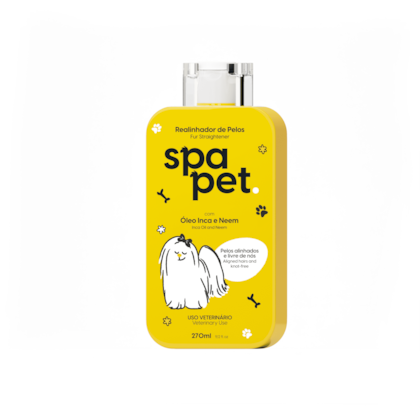 Realinhador de Pelos
Fur Straightener
spa
pet.
com
Óleo Inca e Neem
Inca Oil and Neem
Pelos alinhados
e livre de nós
Aligned hairs and
knot-free
USO VETERINÁRIO
Veterinary Use
270ml